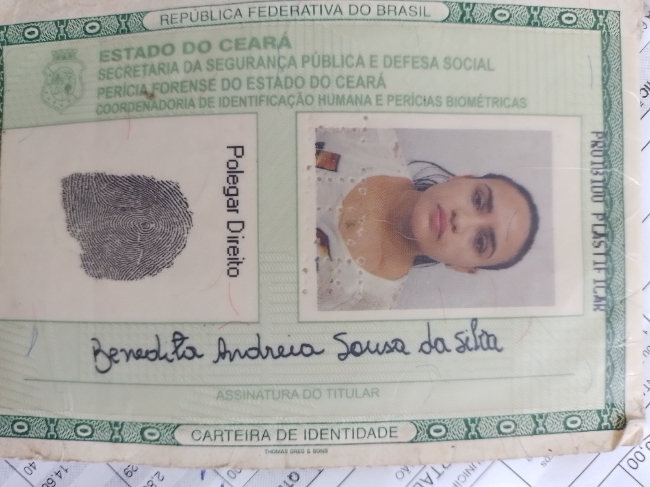 REPÚBLICA FEDERATIVA DO BRASIL
ESTADO DO CEARÁ
SECRETARIA DA SEGURANÇA PÚBLICA E DEFESA SOCIAL
PERÍCIA FORENSE DO ESTADO DO CEARÁ
COORDENADORIA DE IDENTIFICAÇÃO HUMANA E PERÍCIAS BIOMÉTRICAS
Polegar Direito
PROIBIDO PLASTIFICAR
Benedita Andreia Sousa da Silva
ASSINATURA DO TITULAR
CARTEIRA DE IDENTIDADE
THOMAS GREG & SONS